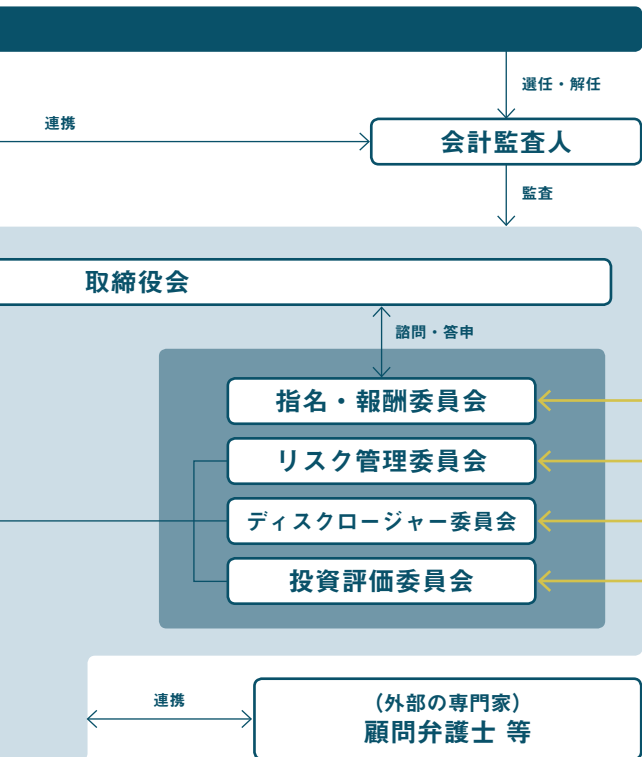 選任・解任
連携
会計監査人
監査
取締役会
諮問・答申
指名・報酬委員会
リスク管理委員会
ディスクロージャー委員会
投資評価委員会
連携
（外部の専門家）
顧問弁護士 等